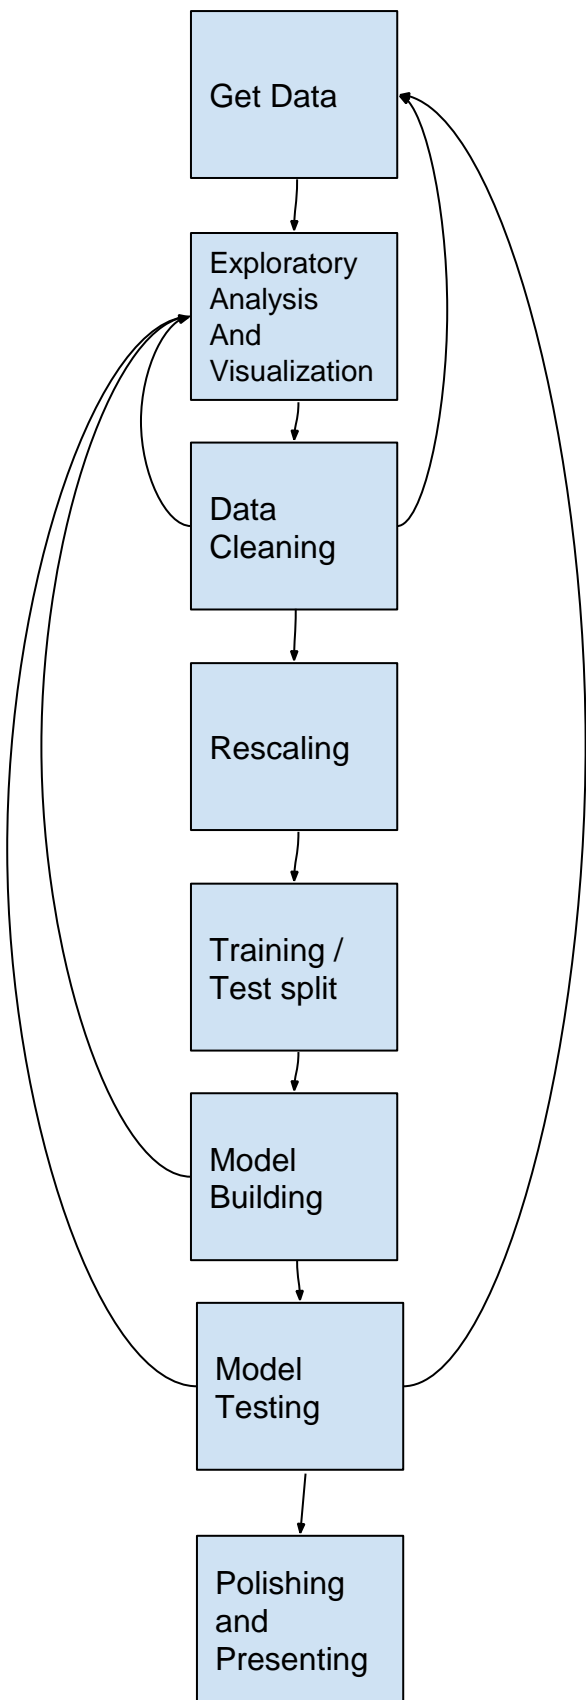 Get Data
Exploratory
Analysis
And
Visualization
Data
Cleaning
Rescaling
Training /
Test split
Model
Building
Model
Testing
Polishing
and
Presenting